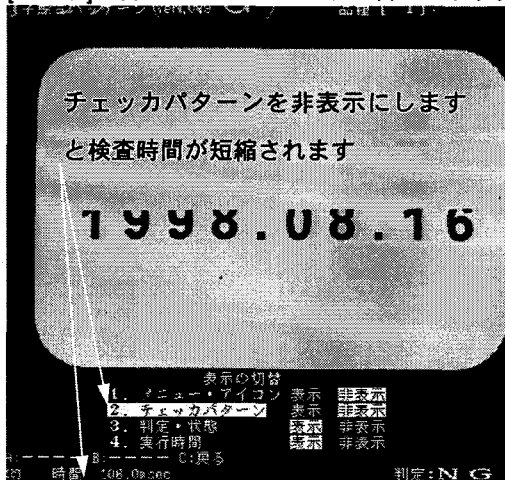 チェッカパターンを非表示にします
と検査時間が短縮されます
1998.08.16
表示の切替
1. メニュー・アイコン 表示 非表示
2. チェッカパターン 表示 非表示
3. 判定・状態 表示 非表示
4. 実行時間 表示 非表示
A:----- B:----- C:戻る
時間 106.0msec 判定:NG